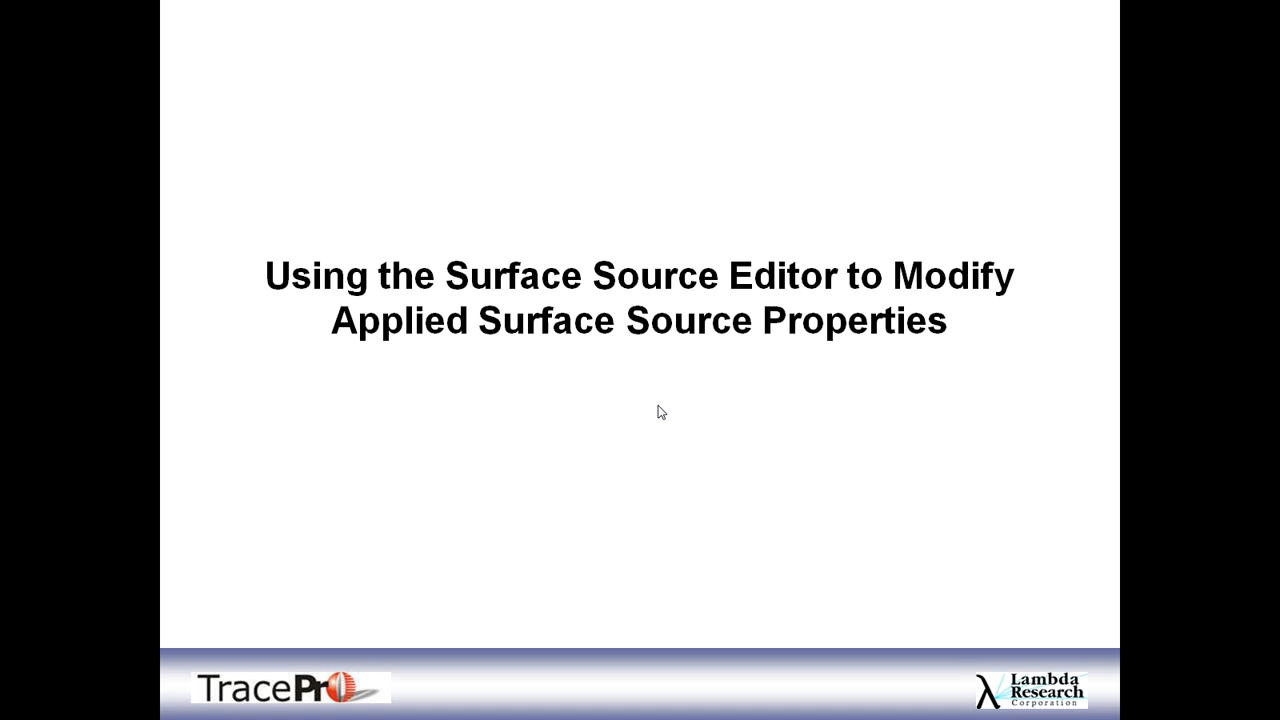 Using the Surface Source Editor to Modify
Applied Surface Source Properties
TracePro
λ Lambda
Research
Corporation